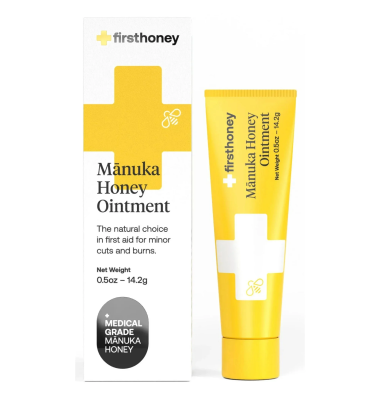 firsthoney
Mānuka
Honey
Ointment
The natural choice
in first aid for minor
cuts and burns.
Net Weight
0.5oz – 14.2g
MEDICAL
GRADE
MĀNUKA
HONEY
firsthoney
Mānuka Honey
Ointment
Net Weight 0.5oz – 14.2g